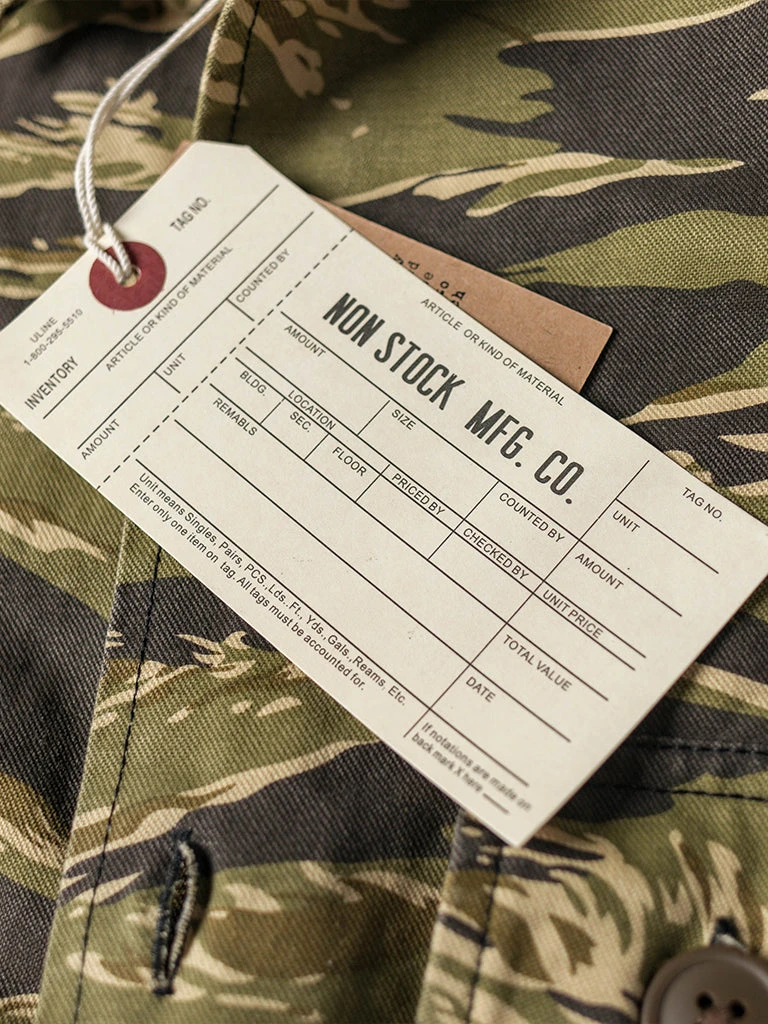 TAG NO.
ULINE
1-800-295-5510
INVENTORY
ARTICLE OR KIND OF MATERIAL
AMOUNT
UNIT
COUNTED BY
ARTICLE OR KIND OF MATERIAL
NON STOCK MFG. CO.
TAG NO.
AMOUNT
SIZE
COUNTED BY
UNIT
BLDG.
LOCATION
SEC.
FLOOR
PRICED BY
CHECKED BY
AMOUNT
UNIT PRICE
REMABLS
TOTAL VALUE
DATE
Unit means Singles, Pairs, PCS.,Lds..Ft., Yds.,Gals.,Reams, Etc.
Enter only one item on tag. All tags must be accounted for.
If notations are made on
back mark X here